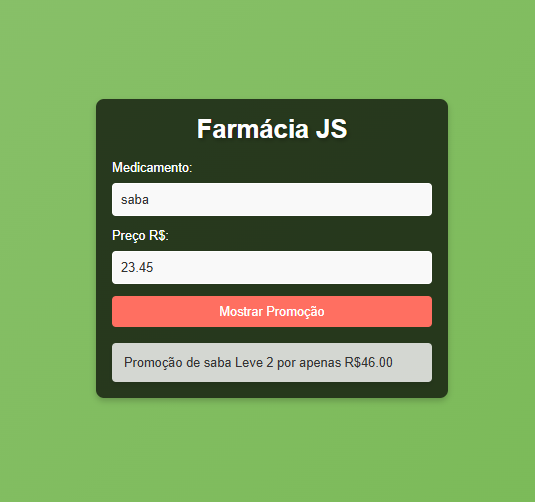 Farmácia JS
Medicamento:
saba
Preço R$:
23.45
Mostrar Promoção
Promoção de saba Leve 2 por apenas R$46.00